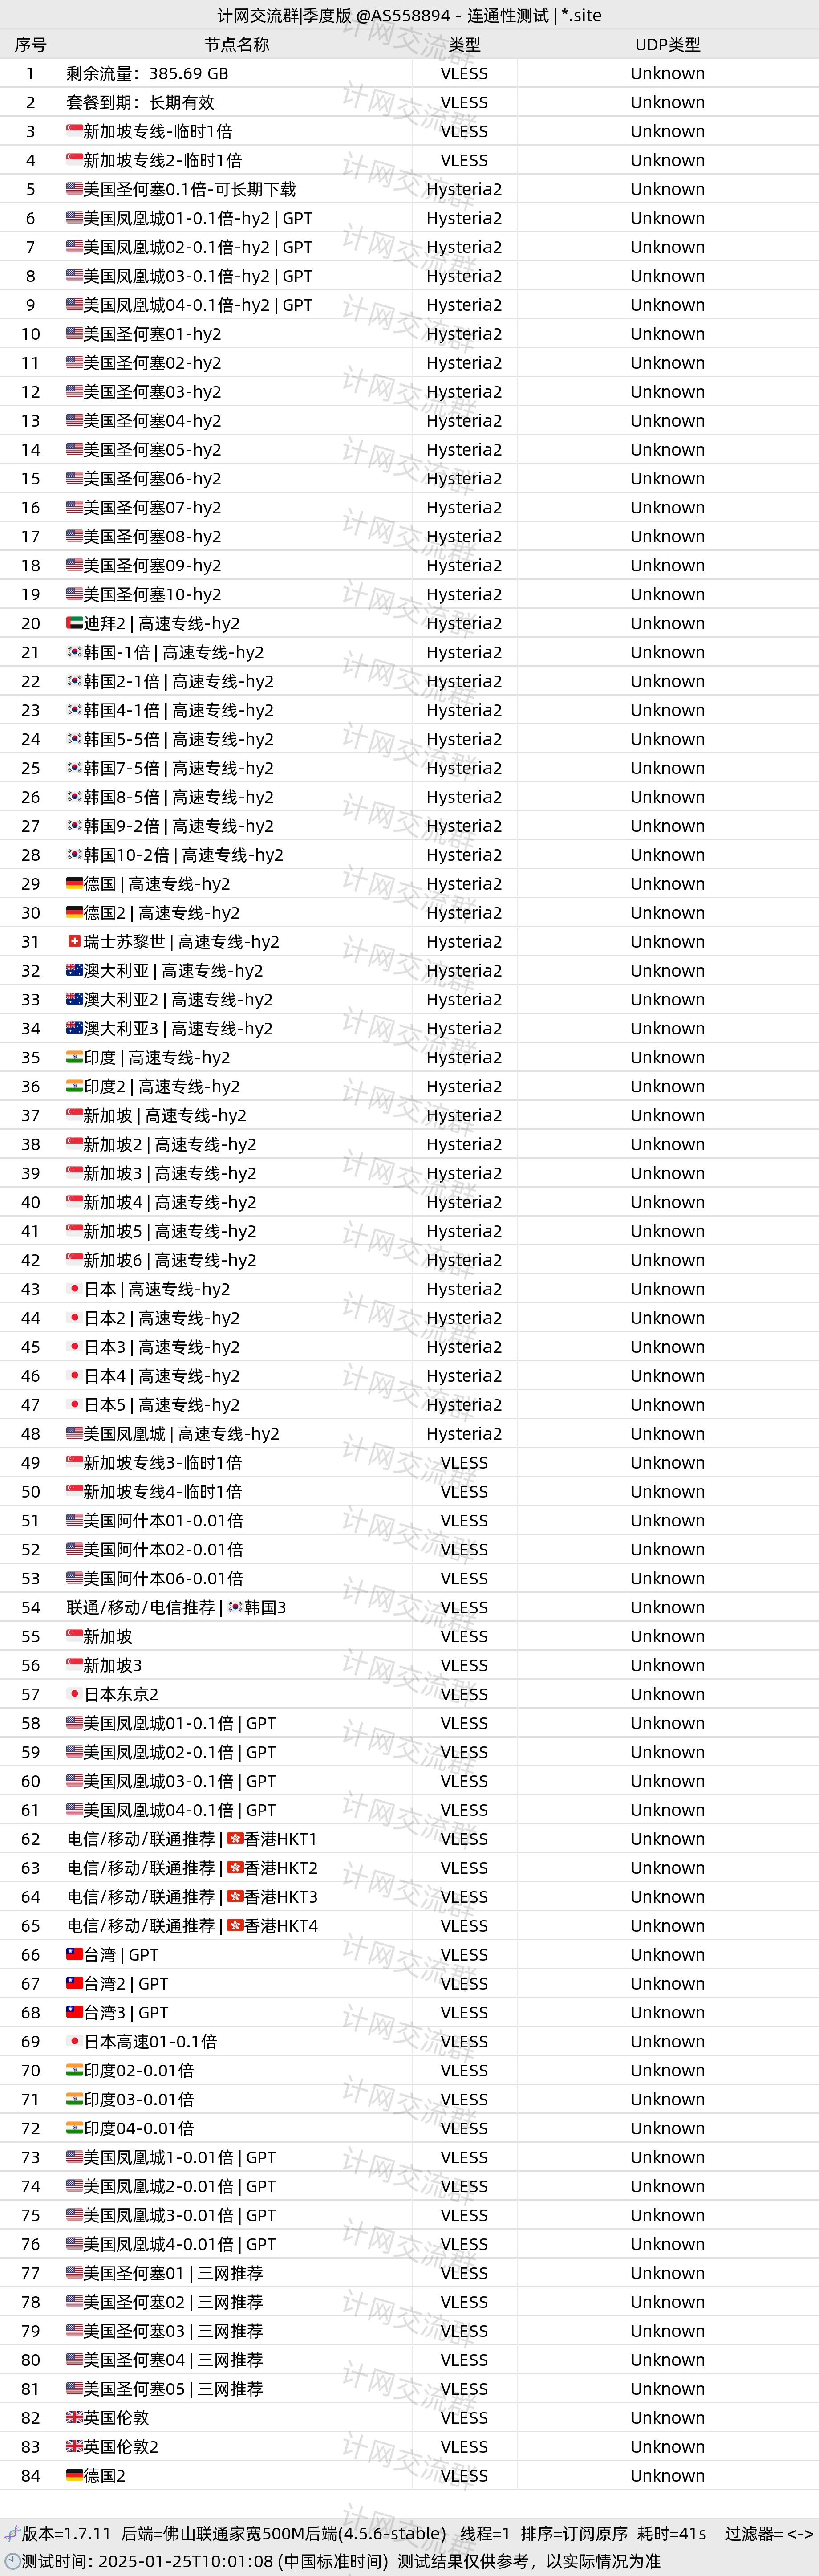 计网交流群|季度版 @AS558894 - 连通性测试 | *.site
序号 节点名称 类型 UDP类型
1 剩余流量：385.69 GB VLESS Unknown
2 套餐到期：长期有效 VLESS Unknown
3 🇸🇬新加坡专线-临时1倍 VLESS Unknown
4 🇸🇬新加坡专线2-临时1倍 VLESS Unknown
5 🇺🇸美国圣何塞0.1倍-可长期下载 Hysteria2 Unknown
6 🇺🇸美国凤凰城01-0.1倍-hy2 | GPT Hysteria2 Unknown
7 🇺🇸美国凤凰城02-0.1倍-hy2 | GPT Hysteria2 Unknown
8 🇺🇸美国凤凰城03-0.1倍-hy2 | GPT Hysteria2 Unknown
9 🇺🇸美国凤凰城04-0.1倍-hy2 | GPT Hysteria2 Unknown
10 🇺🇸美国圣何塞01-hy2 Hysteria2 Unknown
11 🇺🇸美国圣何塞02-hy2 Hysteria2 Unknown
12 🇺🇸美国圣何塞03-hy2 Hysteria2 Unknown
13 🇺🇸美国圣何塞04-hy2 Hysteria2 Unknown
14 🇺🇸美国圣何塞05-hy2 Hysteria2 Unknown
15 🇺🇸美国圣何塞06-hy2 Hysteria2 Unknown
16 🇺🇸美国圣何塞07-hy2 Hysteria2 Unknown
17 🇺🇸美国圣何塞08-hy2 Hysteria2 Unknown
18 🇺🇸美国圣何塞09-hy2 Hysteria2 Unknown
19 🇺🇸美国圣何塞10-hy2 Hysteria2 Unknown
20 🇦🇪迪拜2 | 高速专线-hy2 Hysteria2 Unknown
21 🇰🇷韩国-1倍 | 高速专线-hy2 Hysteria2 Unknown
22 🇰🇷韩国2-1倍 | 高速专线-hy2 Hysteria2 Unknown
23 🇰🇷韩国4-1倍 | 高速专线-hy2 Hysteria2 Unknown
24 🇰🇷韩国5-5倍 | 高速专线-hy2 Hysteria2 Unknown
25 🇰🇷韩国7-5倍 | 高速专线-hy2 Hysteria2 Unknown
26 🇰🇷韩国8-5倍 | 高速专线-hy2 Hysteria2 Unknown
27 🇰🇷韩国9-2倍 | 高速专线-hy2 Hysteria2 Unknown
28 🇰🇷韩国10-2倍 | 高速专线-hy2 Hysteria2 Unknown
29 🇩🇪德国 | 高速专线-hy2 Hysteria2 Unknown
30 🇩🇪德国2 | 高速专线-hy2 Hysteria2 Unknown
31 🇨🇭瑞士苏黎世 | 高速专线-hy2 Hysteria2 Unknown
32 🇦🇺澳大利亚 | 高速专线-hy2 Hysteria2 Unknown
33 🇦🇺澳大利亚2 | 高速专线-hy2 Hysteria2 Unknown
34 🇦🇺澳大利亚3 | 高速专线-hy2 Hysteria2 Unknown
35 🇮🇳印度 | 高速专线-hy2 Hysteria2 Unknown
36 🇮🇳印度2 | 高速专线-hy2 Hysteria2 Unknown
37 🇸🇬新加坡 | 高速专线-hy2 Hysteria2 Unknown
38 🇸🇬新加坡2 | 高速专线-hy2 Hysteria2 Unknown
39 🇸🇬新加坡3 | 高速专线-hy2 Hysteria2 Unknown
40 🇸🇬新加坡4 | 高速专线-hy2 Hysteria2 Unknown
41 🇸🇬新加坡5 | 高速专线-hy2 Hysteria2 Unknown
42 🇸🇬新加坡6 | 高速专线-hy2 Hysteria2 Unknown
43 🇯🇵日本 | 高速专线-hy2 Hysteria2 Unknown
44 🇯🇵日本2 | 高速专线-hy2 Hysteria2 Unknown
45 🇯🇵日本3 | 高速专线-hy2 Hysteria2 Unknown
46 🇯🇵日本4 | 高速专线-hy2 Hysteria2 Unknown
47 🇯🇵日本5 | 高速专线-hy2 Hysteria2 Unknown
48 🇺🇸美国凤凰城 | 高速专线-hy2 Hysteria2 Unknown
49 🇸🇬新加坡专线3-临时1倍 VLESS Unknown
50 🇸🇬新加坡专线4-临时1倍 VLESS Unknown
51 🇺🇸美国阿什本01-0.01倍 VLESS Unknown
52 🇺🇸美国阿什本02-0.01倍 VLESS Unknown
53 🇺🇸美国阿什本06-0.01倍 VLESS Unknown
54 联通/移动/电信推荐 | 🇰🇷韩国3 VLESS Unknown
55 🇸🇬新加坡 VLESS Unknown
56 🇸🇬新加坡3 VLESS Unknown
57 🇯🇵日本东京2 VLESS Unknown
58 🇺🇸美国凤凰城01-0.1倍 | GPT VLESS Unknown
59 🇺🇸美国凤凰城02-0.1倍 | GPT VLESS Unknown
60 🇺🇸美国凤凰城03-0.1倍 | GPT VLESS Unknown
61 🇺🇸美国凤凰城04-0.1倍 | GPT VLESS Unknown
62 电信/移动/联通推荐 | 🇭🇰香港HKT1 VLESS Unknown
63 电信/移动/联通推荐 | 🇭🇰香港HKT2 VLESS Unknown
64 电信/移动/联通推荐 | 🇭🇰香港HKT3 VLESS Unknown
65 电信/移动/联通推荐 | 🇭🇰香港HKT4 VLESS Unknown
66 🇹🇼台湾 | GPT VLESS Unknown
67 🇹🇼台湾2 | GPT VLESS Unknown
68 🇹🇼台湾3 | GPT VLESS Unknown
69 🇯🇵日本高速01-0.1倍 VLESS Unknown
70 🇮🇳印度02-0.01倍 VLESS Unknown
71 🇮🇳印度03-0.01倍 VLESS Unknown
72 🇮🇳印度04-0.01倍 VLESS Unknown
73 🇺🇸美国凤凰城1-0.01倍 | GPT VLESS Unknown
74 🇺🇸美国凤凰城2-0.01倍 | GPT VLESS Unknown
75 🇺🇸美国凤凰城3-0.01倍 | GPT VLESS Unknown
76 🇺🇸美国凤凰城4-0.01倍 | GPT VLESS Unknown
77 🇺🇸美国圣何塞01 | 三网推荐 VLESS Unknown
78 🇺🇸美国圣何塞02 | 三网推荐 VLESS Unknown
79 🇺🇸美国圣何塞03 | 三网推荐 VLESS Unknown
80 🇺🇸美国圣何塞04 | 三网推荐 VLESS Unknown
81 🇺🇸美国圣何塞05 | 三网推荐 VLESS Unknown
82 🇬🇧英国伦敦 VLESS Unknown
83 🇬🇧英国伦敦2 VLESS Unknown
84 🇩🇪德国2 VLESS Unknown
版本=1.7.11 后端=佛山联通家宽500M后端(4.5.6-stable) 线程=1 排序=订阅原序 耗时=41s 过滤器= <->
测试时间: 2025-01-25T10:01:08 (中国标准时间) 测试结果仅供参考，以实际情况为准